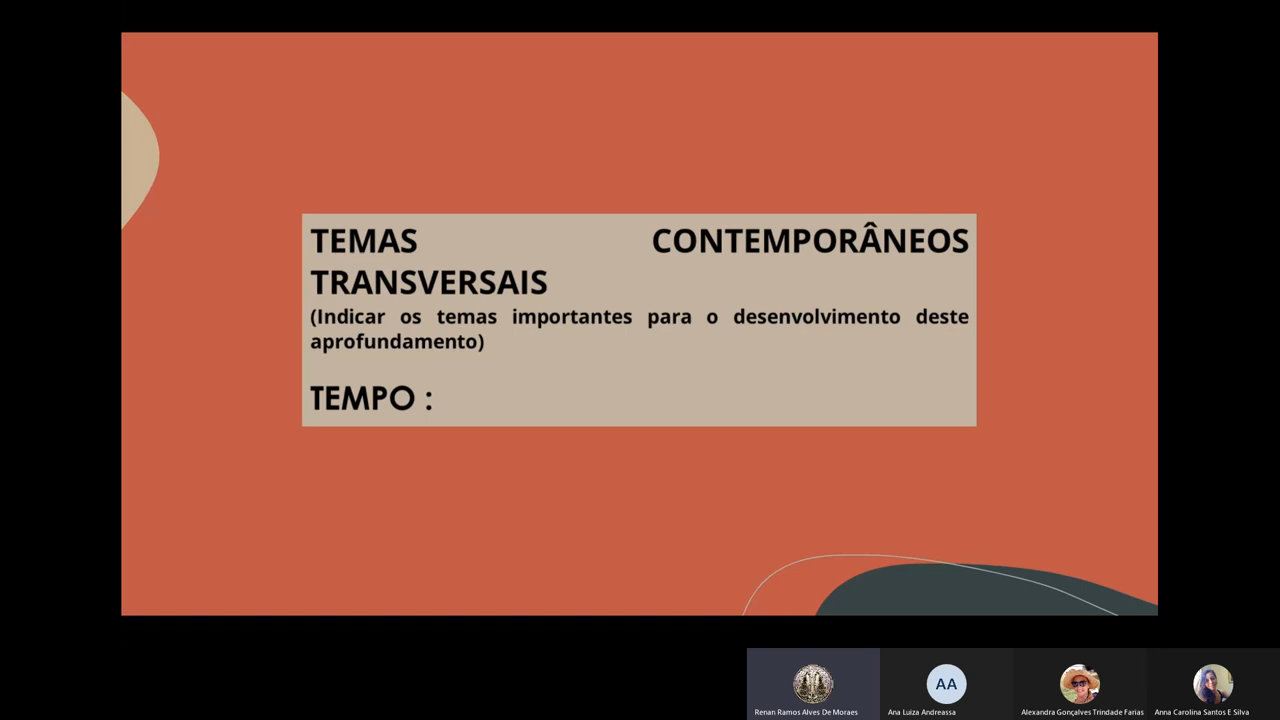 TEMAS CONTEMPORÂNEOS
TRANSVERSAIS
(Indicar os temas importantes para o desenvolvimento deste
aprofundamento)
TEMPO :
AA
Renan Ramos Alves De Moraes
Ana Luiza Andreassa
Alexandra Gonçalves Trindade Farias
Anna Carolina Santos E Silva